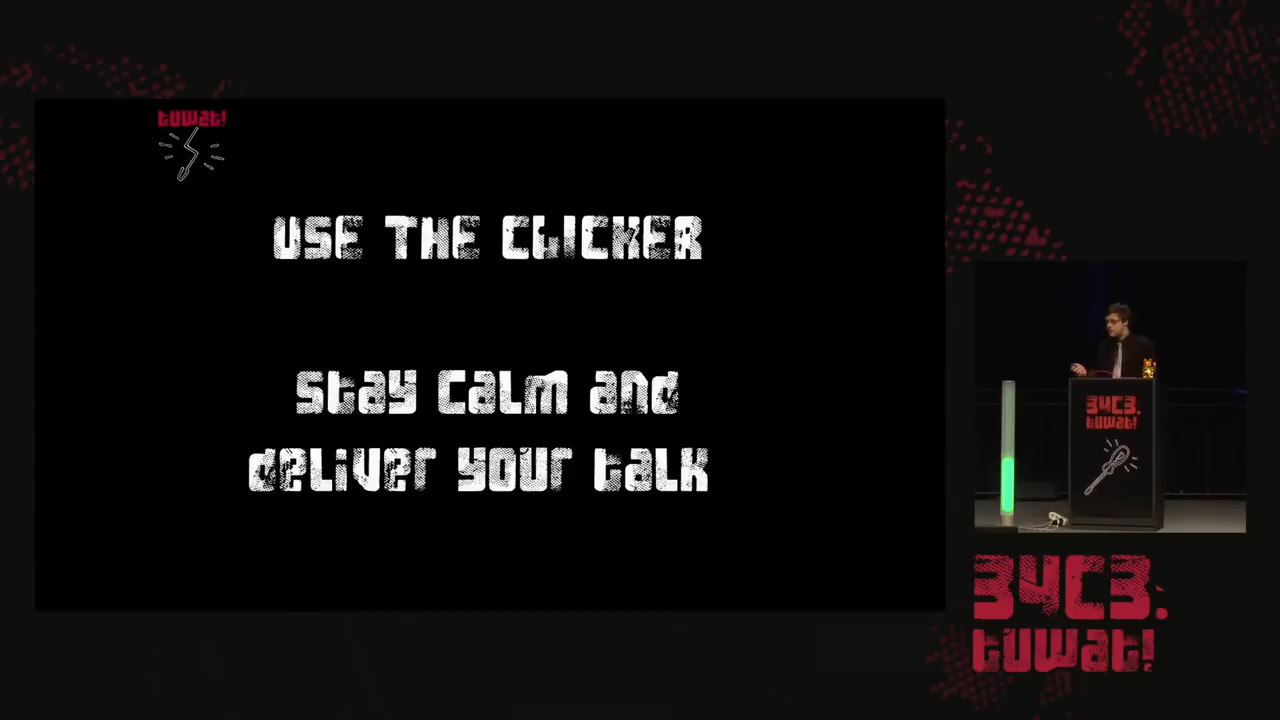 tuwat!
USE THE CLICKER
Stay Calm and
deliver your talk
34C3.
tuwat!
34C3.
tuwat!